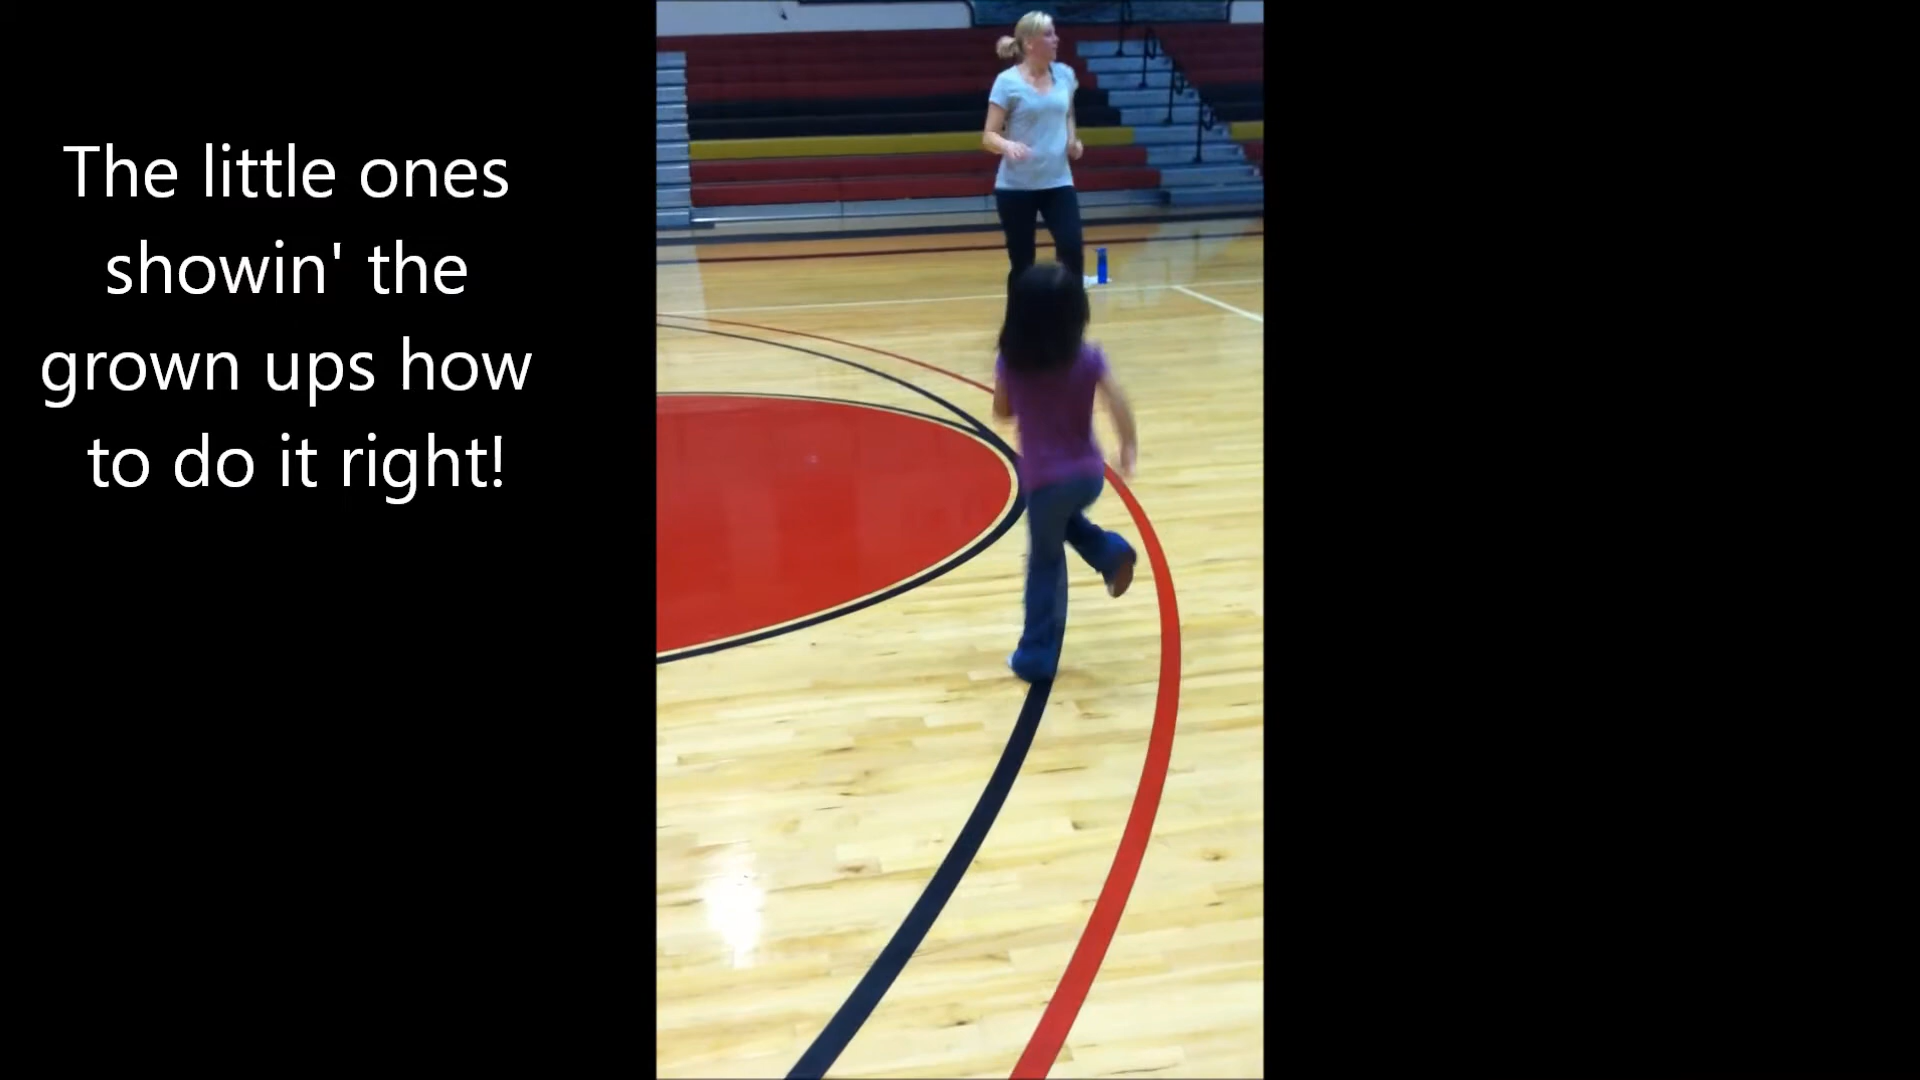 The little ones
showin' the
grown ups how
to do it right!